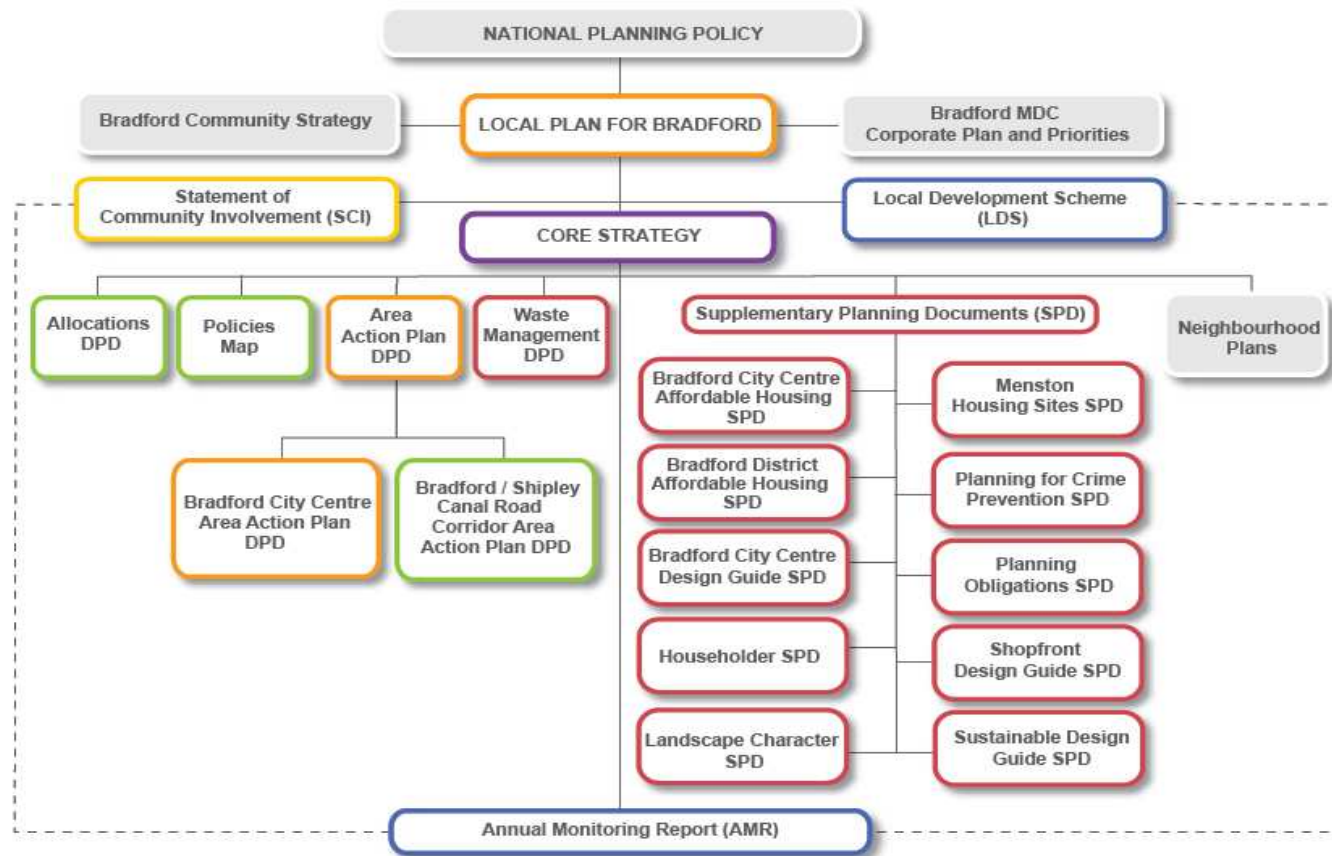 NATIONAL PLANNING POLICY
Bradford Community Strategy
LOCAL PLAN FOR BRADFORD
Bradford MDC
Corporate Plan and Priorities
Statement of
Community Involvement (SCI)
Local Development Scheme
(LDS)
CORE STRATEGY
Allocations
DPD
Policies
Map
Area
Action Plan
DPD
Waste
Management
DPD
Supplementary Planning Documents (SPD)
Neighbourhood
Plans
Bradford City Centre
Area Action Plan
DPD
Bradford / Shipley
Canal Road
Corridor Area
Action Plan DPD
Bradford City Centre
Affordable Housing
SPD
Menston
Housing Sites SPD
Bradford District
Affordable Housing
SPD
Planning for Crime
Prevention SPD
Bradford City Centre
Design Guide SPD
Planning
Obligations SPD
Householder SPD
Shopfront
Design Guide SPD
Landscape Character
SPD
Sustainable Design
Guide SPD
Annual Monitoring Report (AMR)